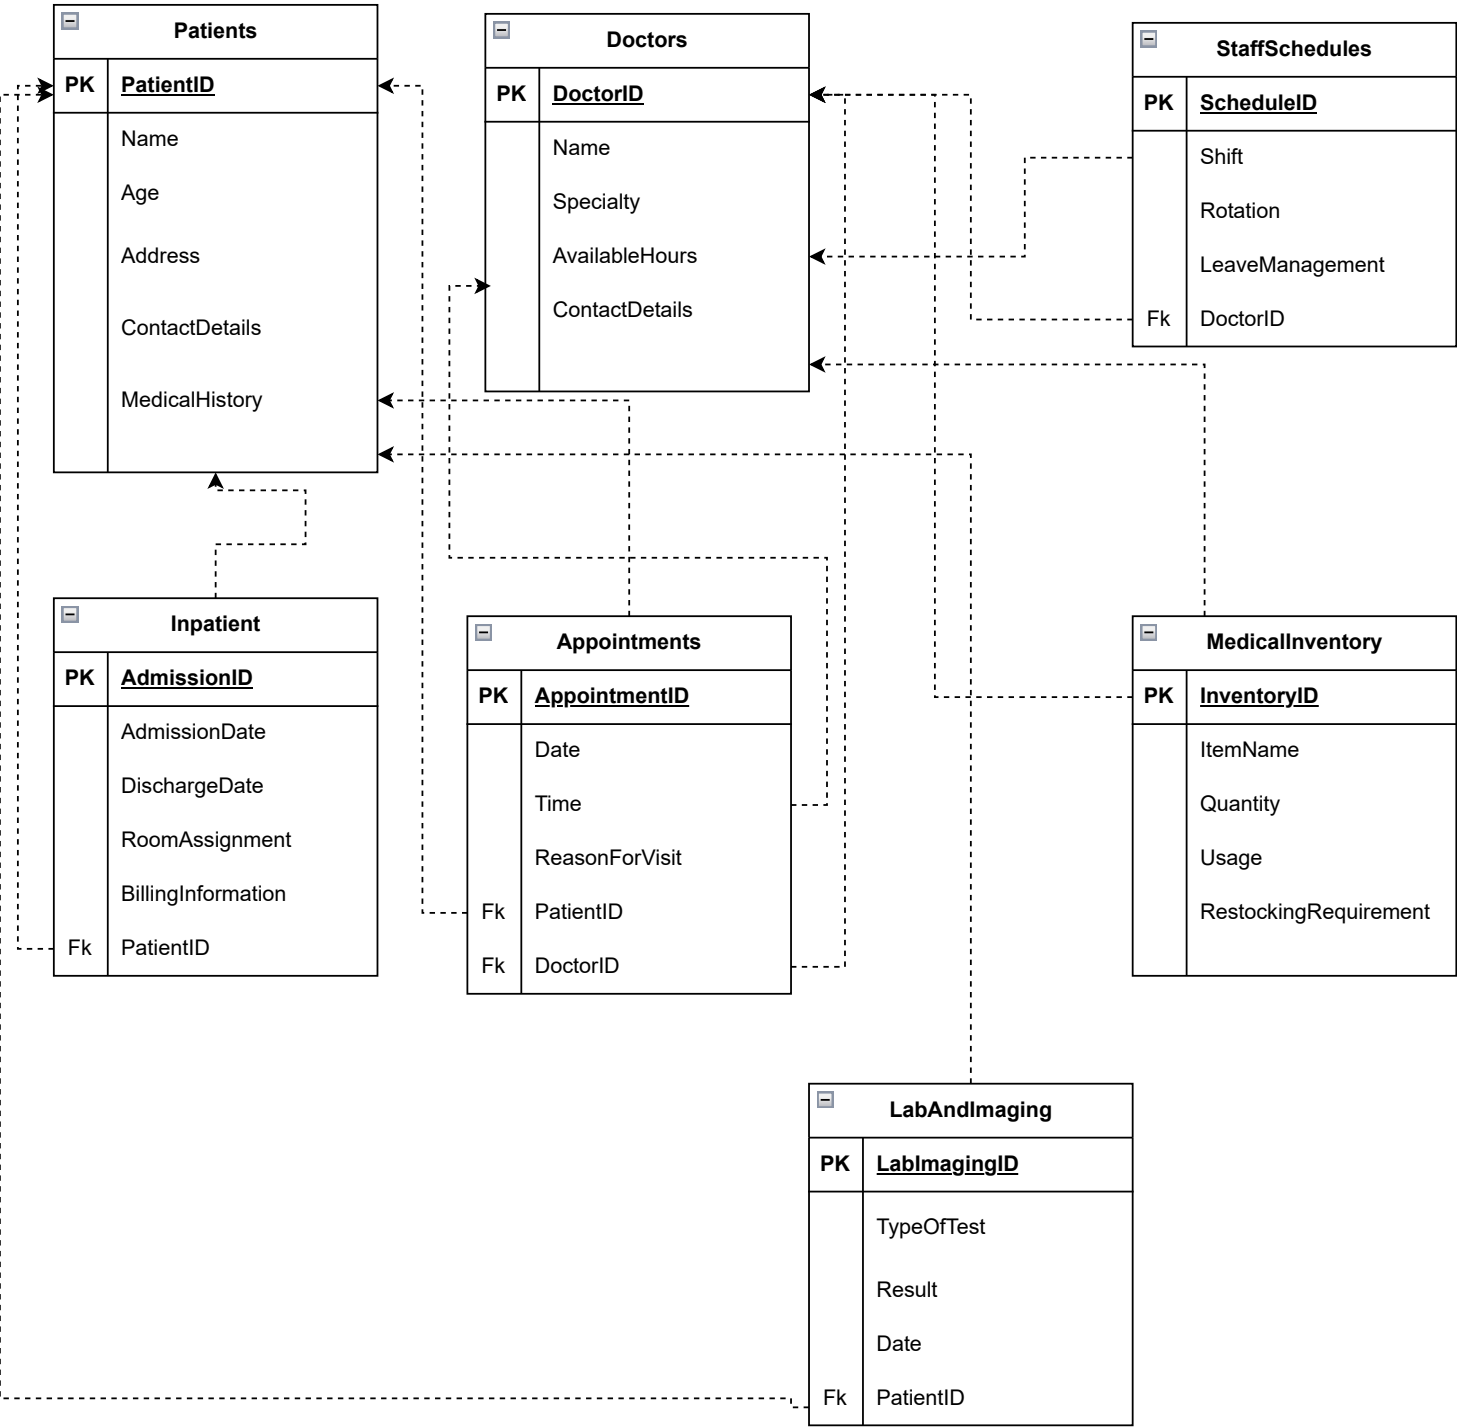 Patients
PK PatientID
Name
Age
Address
ContactDetails
MedicalHistory
Doctors
PK DoctorID
Name
Specialty
AvailableHours
ContactDetails
StaffSchedules
PK ScheduleID
Shift
Rotation
LeaveManagement
Fk DoctorID
Inpatient
PK AdmissionID
AdmissionDate
DischargeDate
RoomAssignment
BillingInformation
Fk PatientID
Appointments
PK AppointmentID
Date
Time
ReasonForVisit
Fk PatientID
Fk DoctorID
MedicalInventory
PK InventoryID
ItemName
Quantity
Usage
RestockingRequirement
LabAndImaging
PK LabImagingID
TypeOfTest
Result
Date
Fk PatientID